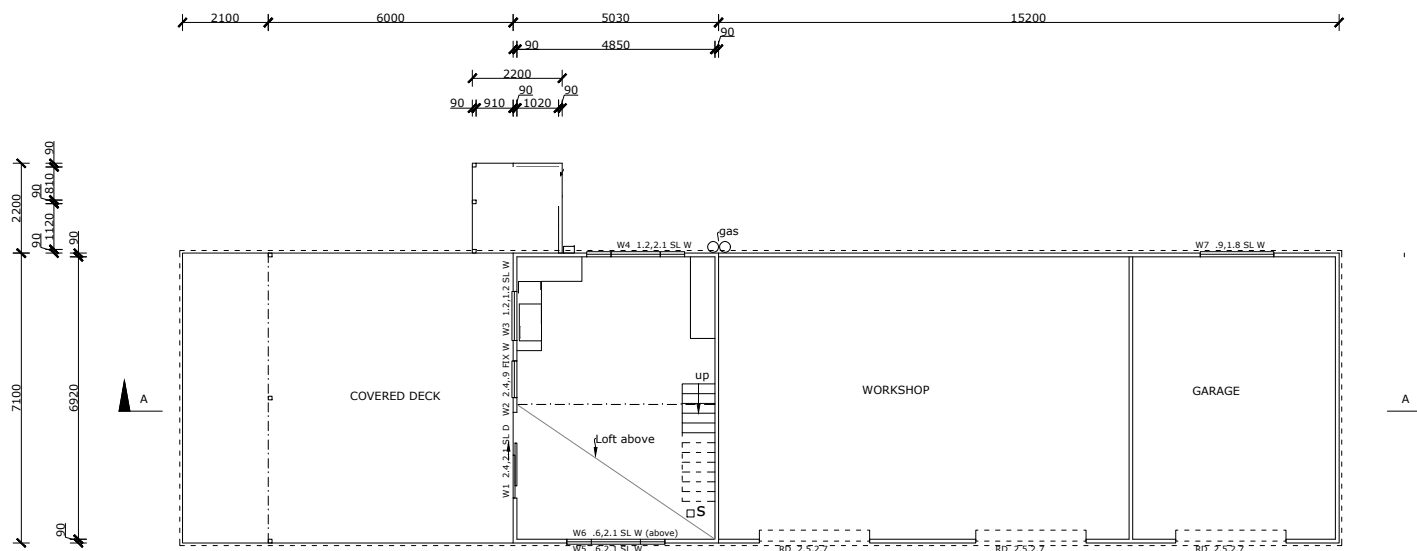 2100 6000 5030 15200
90 4850 90
2200
90 910 90 1020 90
90
810
90
2200
1120
90
90
gas
W4 1.2,2.1 SL W
W7 .9,1.8 SL W
W3 1.2,1.2 SL W
W2 2.4,.9 FIX W
W1 2.4,2.1 SL D
7100
6920
90
A
COVERED DECK
up
WORKSHOP
GARAGE
A
Loft above
S
W6 .6,2.1 SL W (above)
W5 .6,2.1 SL W
RD 2.5,2.7
RD 2.5,2.7
RD 2.5,2.7